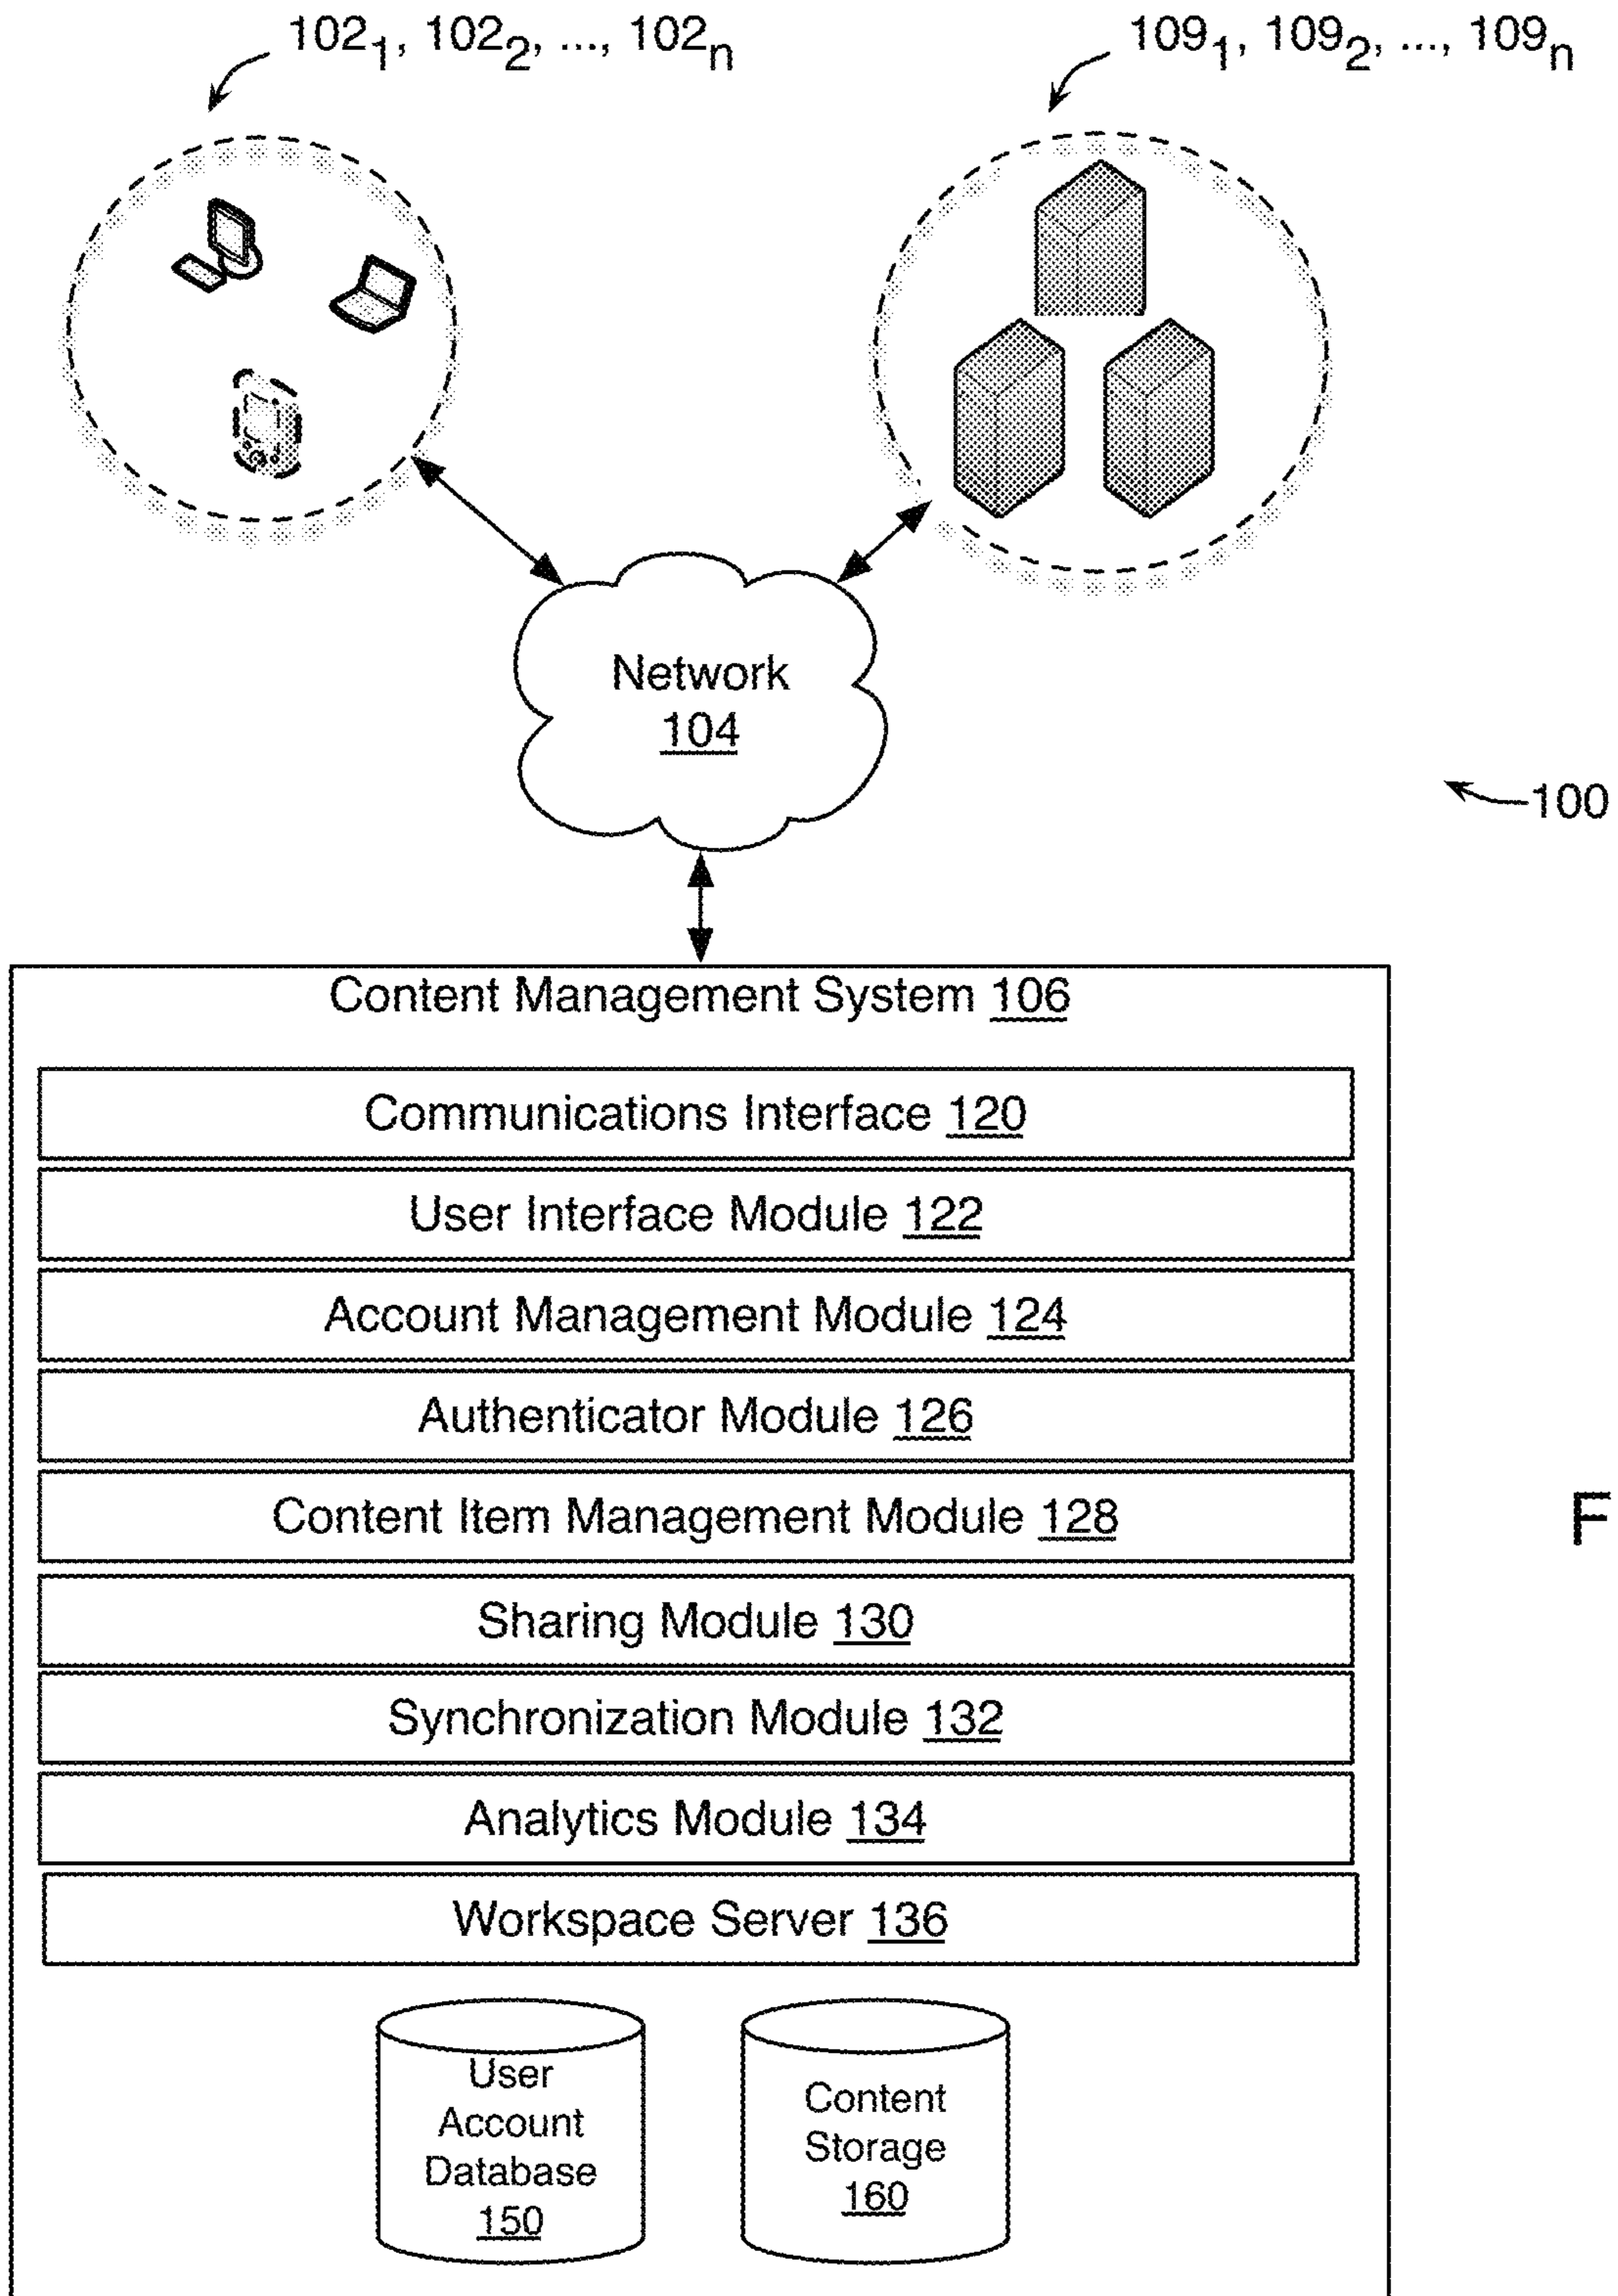 102₁, 102₂, ..., 102ₙ
109₁, 109₂, ..., 109ₙ
Network
104
100
Content Management System 106
Communications Interface 120
User Interface Module 122
Account Management Module 124
Authenticator Module 126
Content Item Management Module 128
F
Sharing Module 130
Synchronization Module 132
Analytics Module 134
Workspace Server 136
User
Account
Database
150
Content
Storage
160